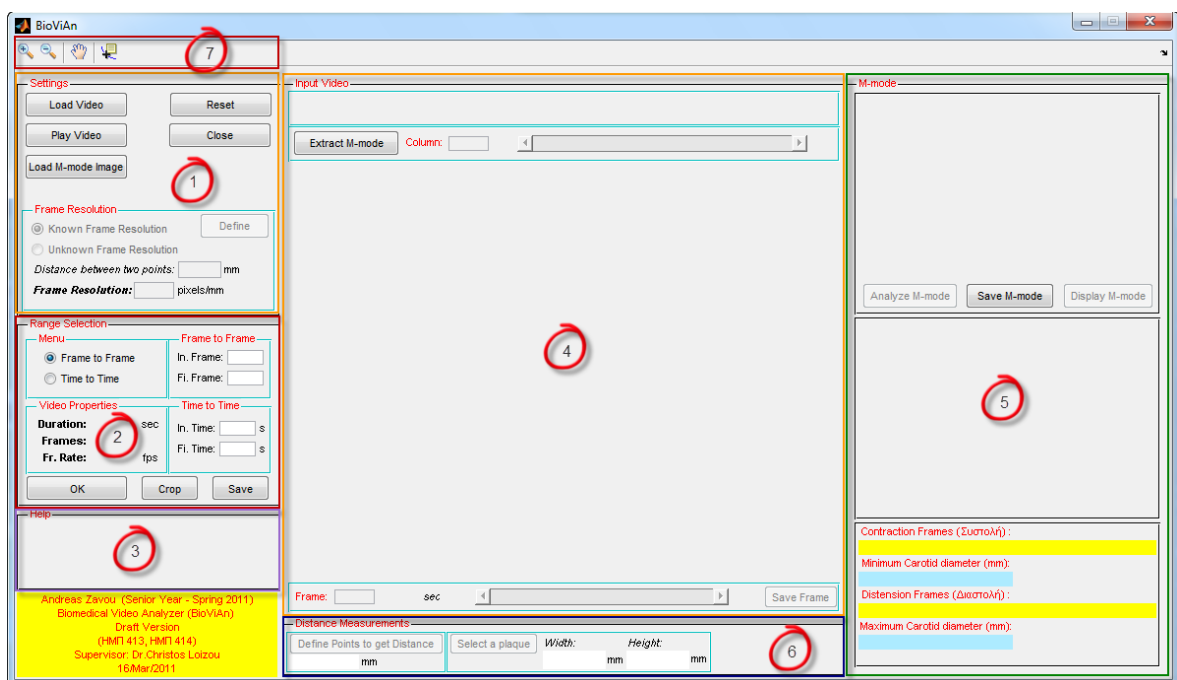 BioViAn
7
Settings
Load Video
Reset
Play Video
Close
Load M-mode Image
1
Frame Resolution
Known Frame Resolution
Define
Unknown Frame Resolution
Distance between two points: mm
Frame Resolution: pixels/mm
Range Selection
Menu
Frame to Frame
Time to Time
Frame to Frame
In. Frame:
Fi. Frame:
Video Properties
Duration: sec
Frames:
Fr. Rate: fps
2
Time to Time
In. Time: s
Fi. Time: s
OK
Crop
Save
Help
3
Andreas Zavou (Senior Year - Spring 2011)
Biomedical Video Analyzer (BioViAn)
Draft Version
(ΗΜΠ 413, ΗΜΠ 414)
Supervisor: Dr.Christos Loizou
16/Mar/2011
Input Video
Extract M-mode
Column:
4
Frame: sec
Save Frame
Distance Measurements
Define Points to get Distance
mm
Select a plaque
Width: Height:
mm mm
6
M-mode
Analyze M-mode
Save M-mode
Display M-mode
5
Contraction Frames (Συστολή) :
Minimum Carotid diameter (mm):
Distension Frames (Διαστολή) :
Maximum Carotid diameter (mm):